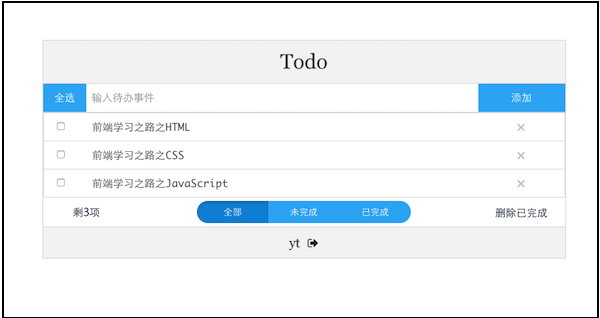 Todo
全选 输入待办事件 添加
前端学习之路之HTML ×
前端学习之路之CSS ×
前端学习之路之JavaScript ×
剩3项 全部 未完成 已完成 删除已完成
yt